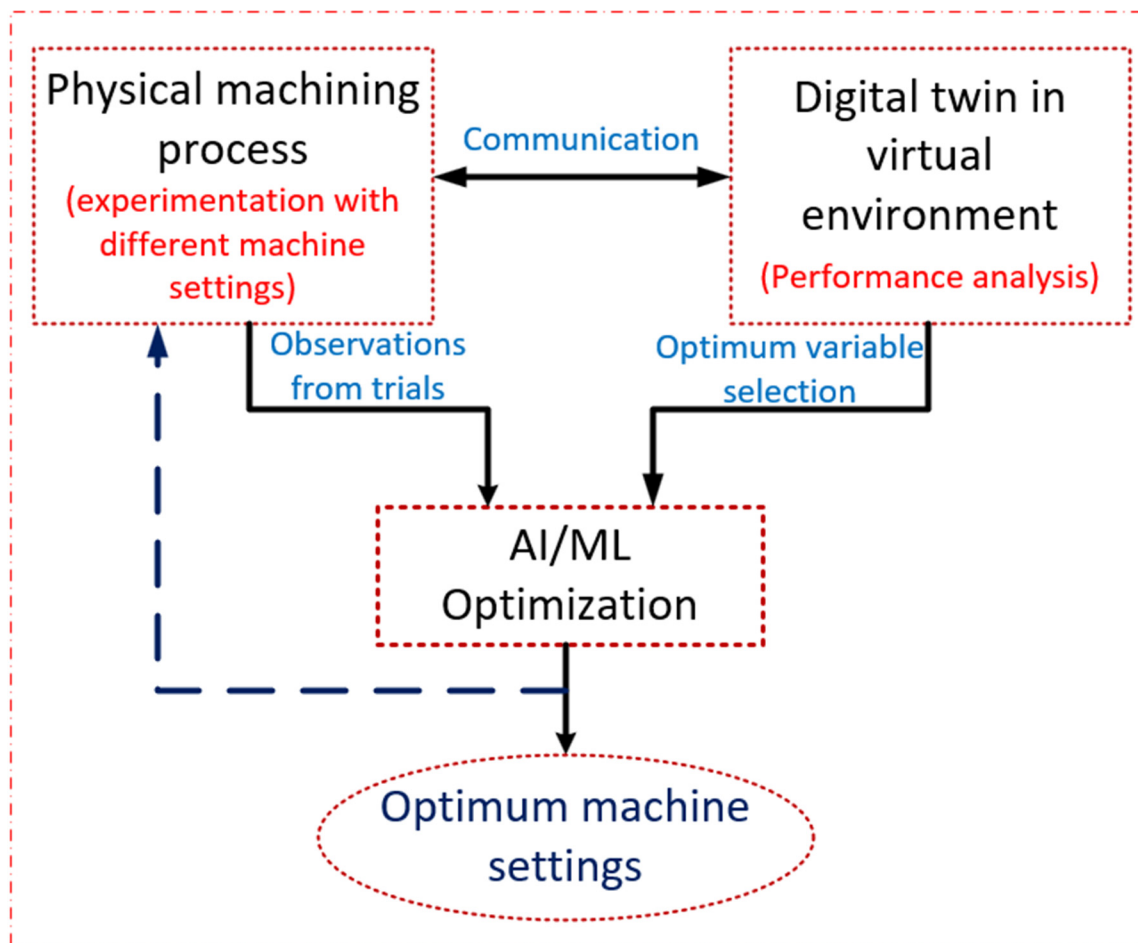 Physical machining
process
(experimentation with
different machine
settings)
Communication
Digital twin in
virtual
environment
(Performance analysis)
Observations
from trials
Optimum variable
selection
AI/ML
Optimization
Optimum machine
settings